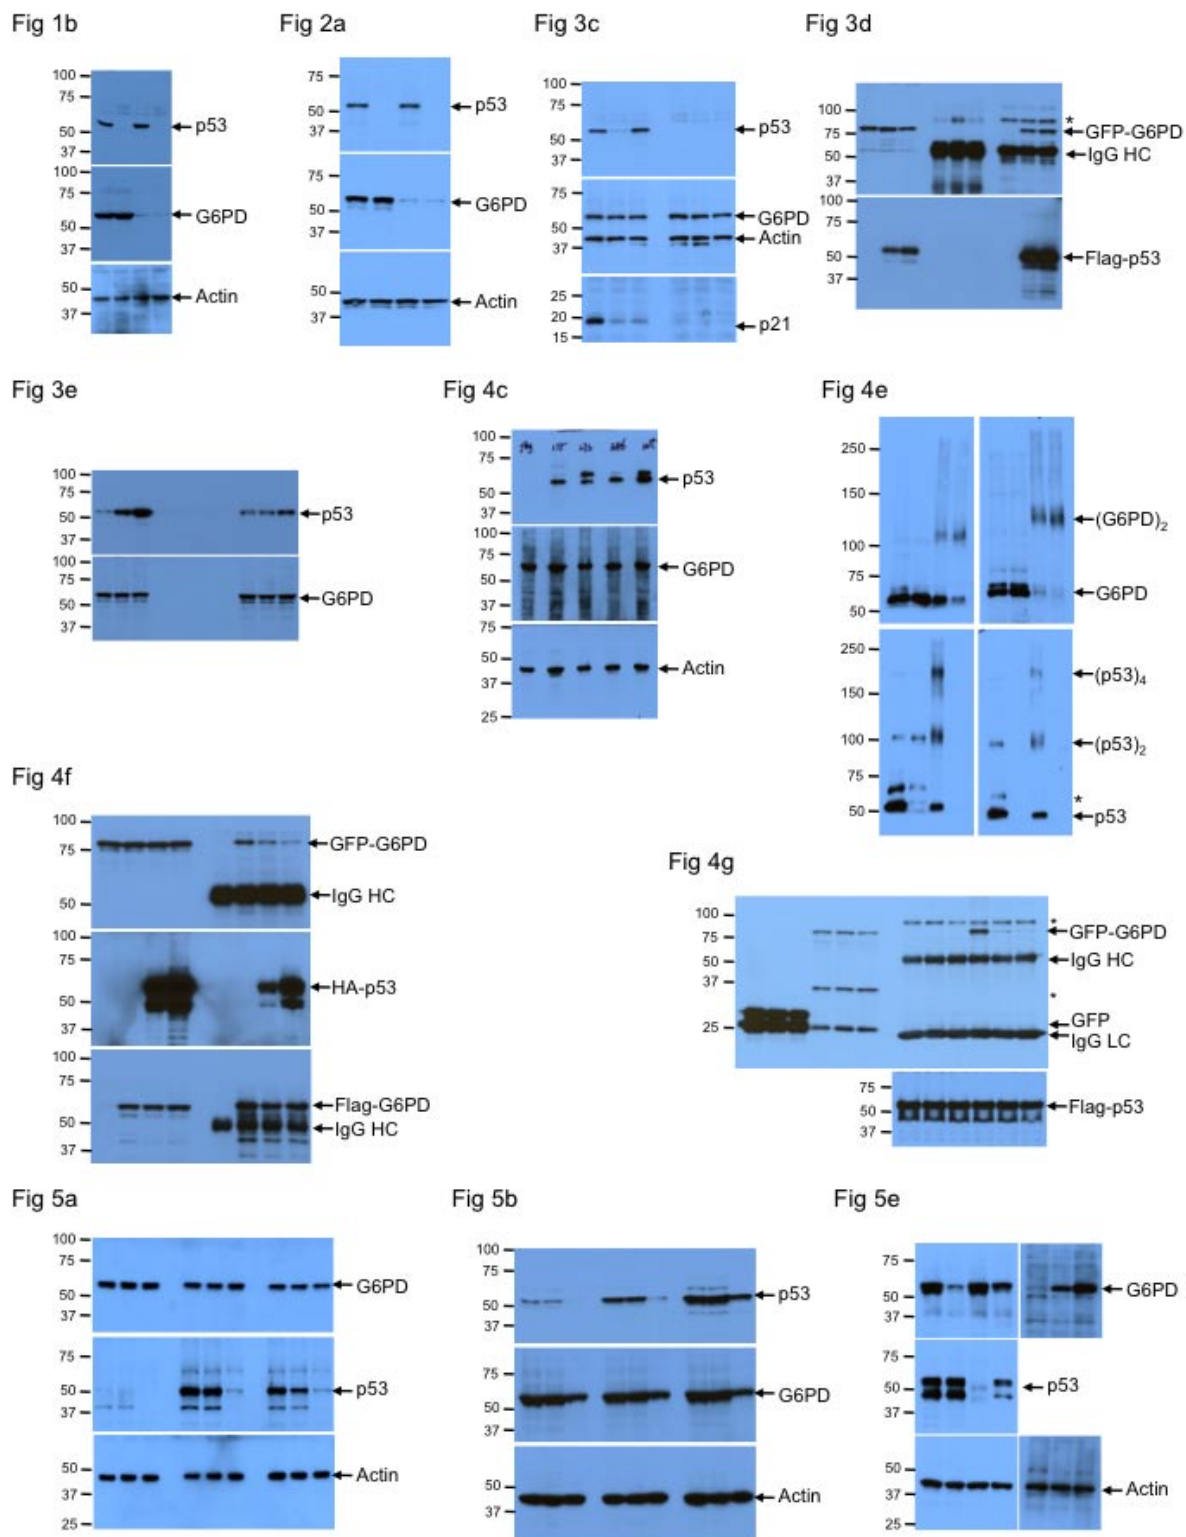 Fig 1b
100
75
50
37
p53
100
75
50
37
G6PD
50
37
Actin
Fig 2a
75
50
37
p53
75
50
37
G6PD
50
37
Actin
Fig 3c
100
75
50
37
p53
75
50
37
G6PD
Actin
25
20
15
p21
Fig 3d
100
75
50
37
*
GFP-G6PD
IgG HC
100
75
50
37
Flag-p53
Fig 3e
100
75
50
37
p53
100
75
50
37
G6PD
Fig 4c
100
75
50
37
p53
100
75
50
37
G6PD
75
50
37
25
Actin
Fig 4e
250
150
100
75
50
(G6PD)2
G6PD
250
150
100
75
50
(p53)4
(p53)2
*
p53
Fig 4f
100
75
50
GFP-G6PD
IgG HC
100
75
50
37
HA-p53
100
75
50
37
Flag-G6PD
IgG HC
Fig 4g
100
75
50
37
25
*
GFP-G6PD
IgG HC
*
GFP
IgG LC
75
50
37
Flag-p53
Fig 5a
100
75
50
37
G6PD
75
50
37
p53
50
37
25
Actin
Fig 5b
100
75
50
37
p53
75
50
37
G6PD
50
37
Actin
Fig 5e
75
50
37
G6PD
75
50
37
p53
50
37
25
Actin